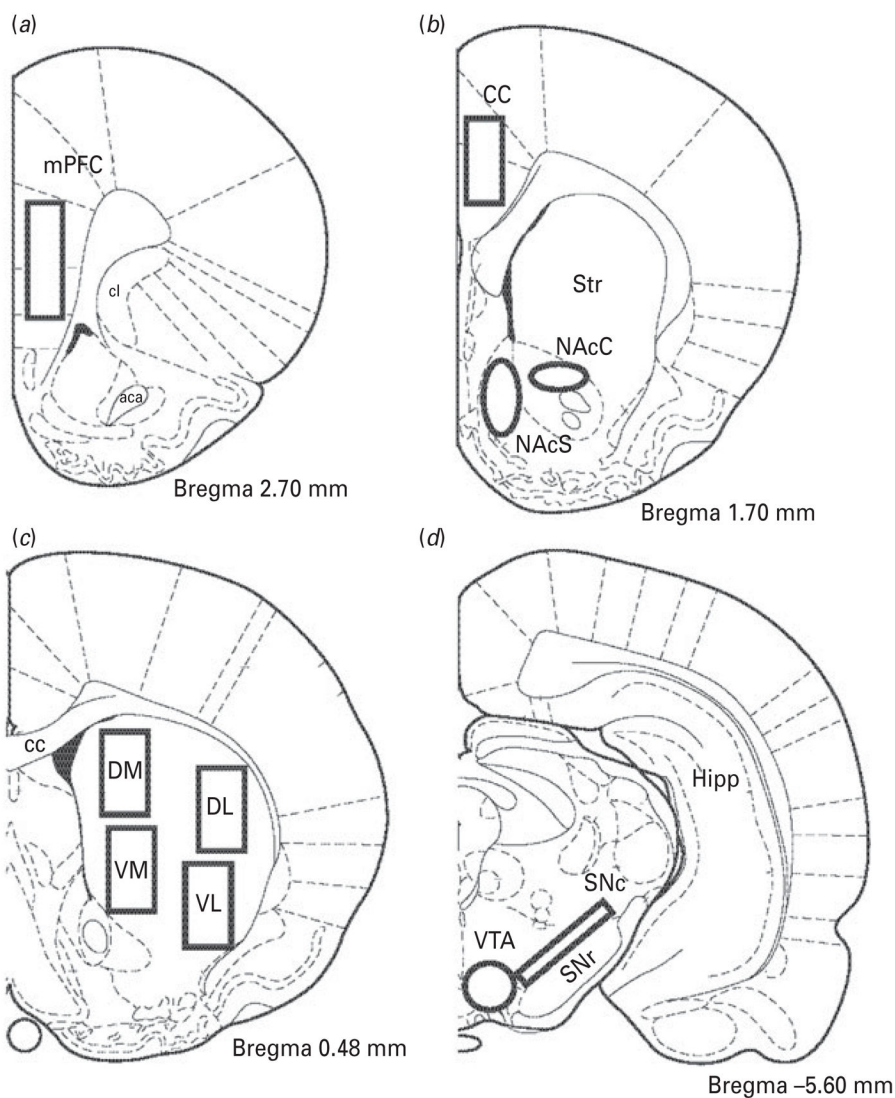 (a)
mPFC
cl
aca
Bregma 2.70 mm
(b)
CC
Str
NAcC
NAcS
Bregma 1.70 mm
(c)
cc
DM
DL
VM
VL
Bregma 0.48 mm
(d)
Hipp
SNc
VTA
SNr
Bregma –5.60 mm